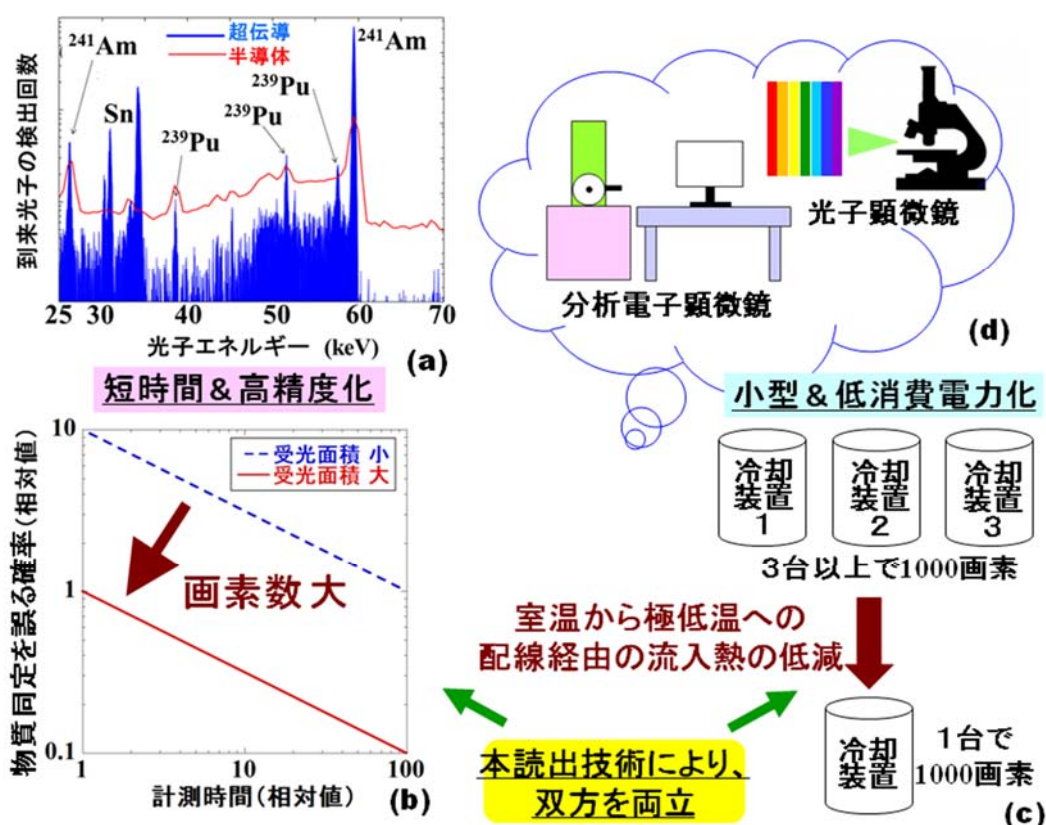 超伝導
半導体
²⁴¹Am
Sn
²³⁹Pu
²³⁹Pu
²³⁹Pu
²⁴¹Am
到来光子の検出回数
25 30 40 50 60 70
光子エネルギー (keV)
(a)
光子顕微鏡
分析電子顕微鏡
(d)
短時間&高精度化
小型&低消費電力化
物質同定を誤る確率(相対値)
10
1
0.1
受光面積 小
受光面積 大
画素数 大
1 10 100
計測時間(相対値)
(b)
冷却
装置
1
冷却
装置
2
冷却
装置
3
3台以上で1000画素
室温から極低温への
配線経由の流入熱の低減
本読出技術により、
双方を両立
冷却
装置
1台で
1000画素
(c)